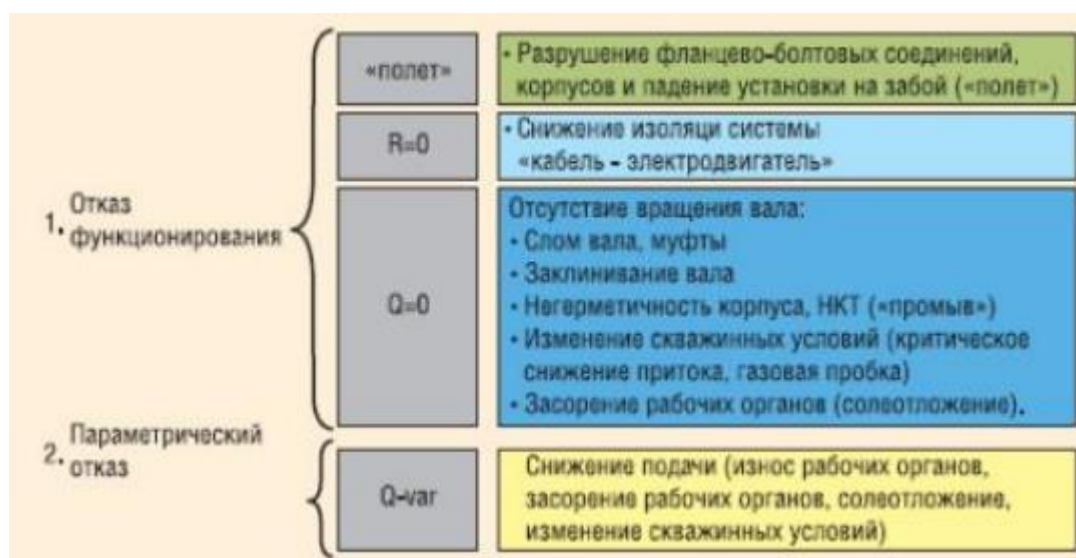 «полет»
• Разрушение фланцево-болтовых соединений,
корпусов и падение установки на забой («полет»)
R=0
• Снижение изоляци системы
«кабель - электродвигатель»
1. Отказ
функционирования
Q=0
Отсутствие вращения вала:
• Слом вала, муфты
• Заклинивание вала
• Негерметичность корпуса, НКТ («промыв»)
• Изменение скважинных условий (критическое
снижение притока, газовая пробка)
• Засорение рабочих органов (солеотложение).
2. Параметрический
отказ
Q-var
Снижение подачи (износ рабочих органов,
засорение рабочих органов, солеотложение,
изменение скважинных условий)